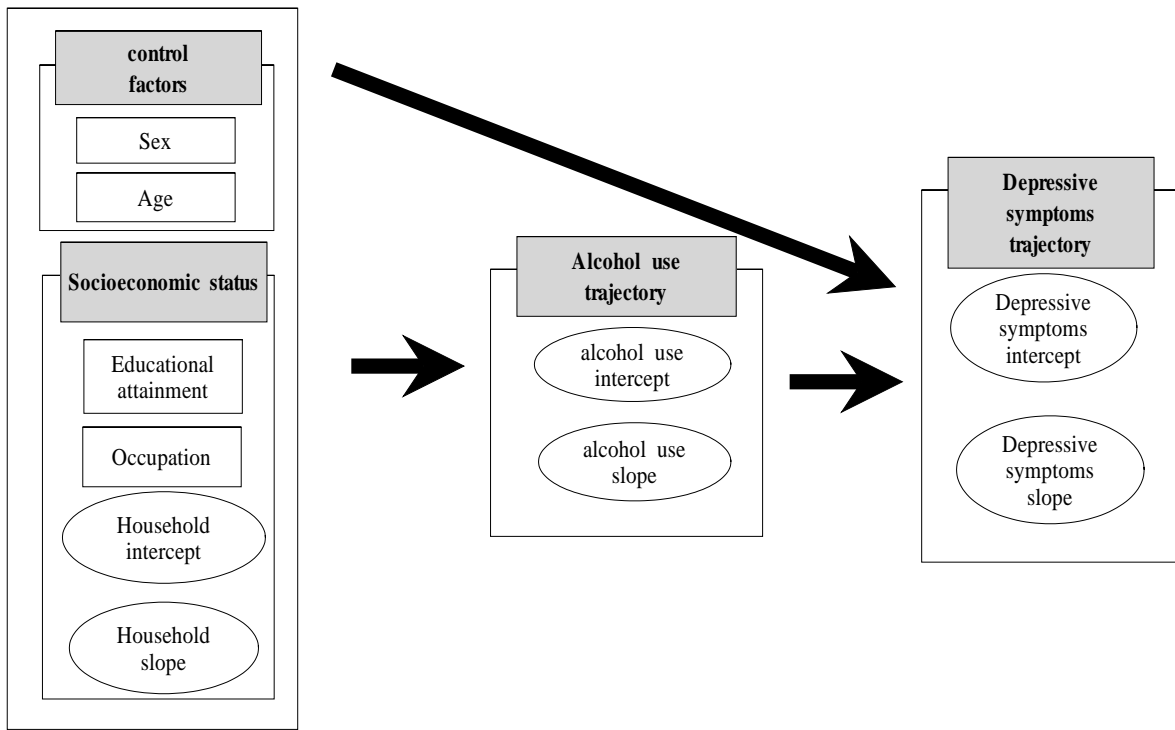 control
factors
Sex
Age
Socioeconomic status
Educational
attainment
Occupation
Household
intercept
Household
slope
Alcohol use
trajectory
alcohol use
intercept
alcohol use
slope
Depressive
symptoms
trajectory
Depressive
symptoms
intercept
Depressive
symptoms
slope